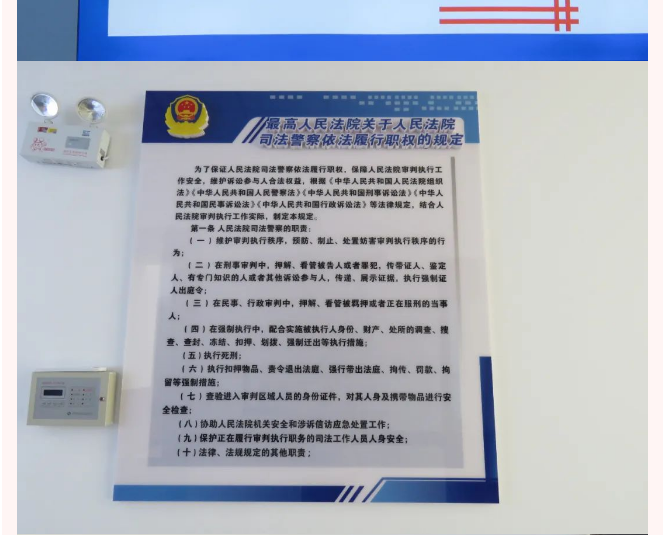 最高人民法院关于人民法院
司法警察依法履行职权的规定
为了保证人民法院司法警察依法履行职权，保障人民法院审判执行工
作安全，维护诉讼参与人合法权益，根据《中华人民共和国人民法院组织
法》《中华人民共和国人民警察法》《中华人民共和国刑事诉讼法》《中华人
民共和国民事诉讼法》《中华人民共和国行政诉讼法》等法律规定，结合人
民法院审判执行工作实际，制定本规定。
第一条 人民法院司法警察的职责：
（一）维护审判执行秩序，预防、制止、处置妨害审判执行秩序的行
为；
（二）在刑事审判中，押解、看管被告人或者罪犯，传带证人、鉴定
人、有专门知识的人或者其他诉讼参与人，传递、展示证据，执行强制证
人出庭令；
（三）在民事、行政审判中，押解、看管被羁押或者正在服刑的当事
人；
（四）在强制执行中，配合实施被执行人身份、财产、处所的调查、搜
查、查封、冻结、扣押、划拨、强制迁出等执行措施；
（五）执行死刑；
（六）执行扣押物品、责令退出法庭、强行带出法庭、拘传、罚款、拘
留等强制措施；
（七）查验进入审判区域人员的身份证件，对其人身及携带物品进行安
全检查；
（八）协助人民法院机关安全和涉诉信访应急处置工作；
（九）保护正在履行审判执行职务的司法工作人员人身安全；
（十）法律、法规规定的其他职责；